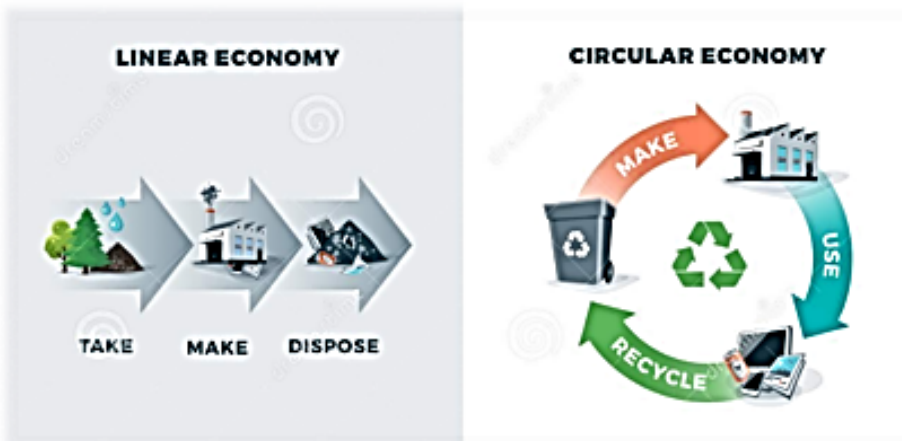 LINEAR ECONOMY
TAKE
MAKE
DISPOSE
CIRCULAR ECONOMY
MAKE
USE
RECYCLE